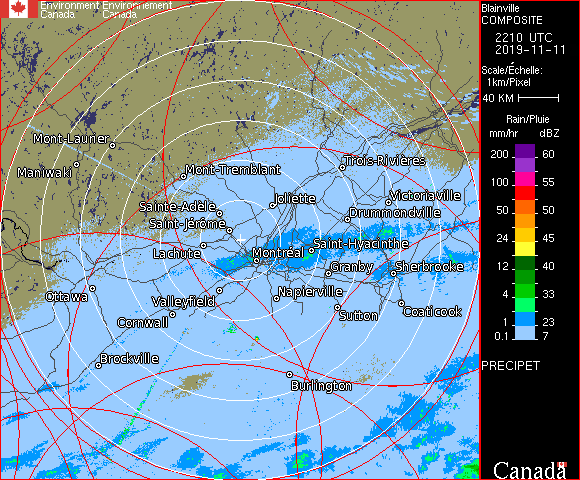 Environment Environnement
Canada Canada
Blainville
COMPOSITE
2210 UTC
2019-11-11
Scale/Échelle:
1km/Pixel
40 KM
Rain/Pluie
mm/hr dBZ
200 60
100 55
50 50
24 45
12 40
4 33
1 23
0.1 7
PRECIPET
Canada
Mont-Laurier
Maniwaki
Mont-Tremblant
Trois-Rivières
Joliette
Victoriaville
Sainte-Adèle
Drummondville
Saint-Jérôme
Saint-Hyacinthe
Lachute
Montréal
Granby
Sherbrooke
Ottawa
Valleyfield
Napierville
Cornwall
Sutton
Coaticook
Brockville
Burlington